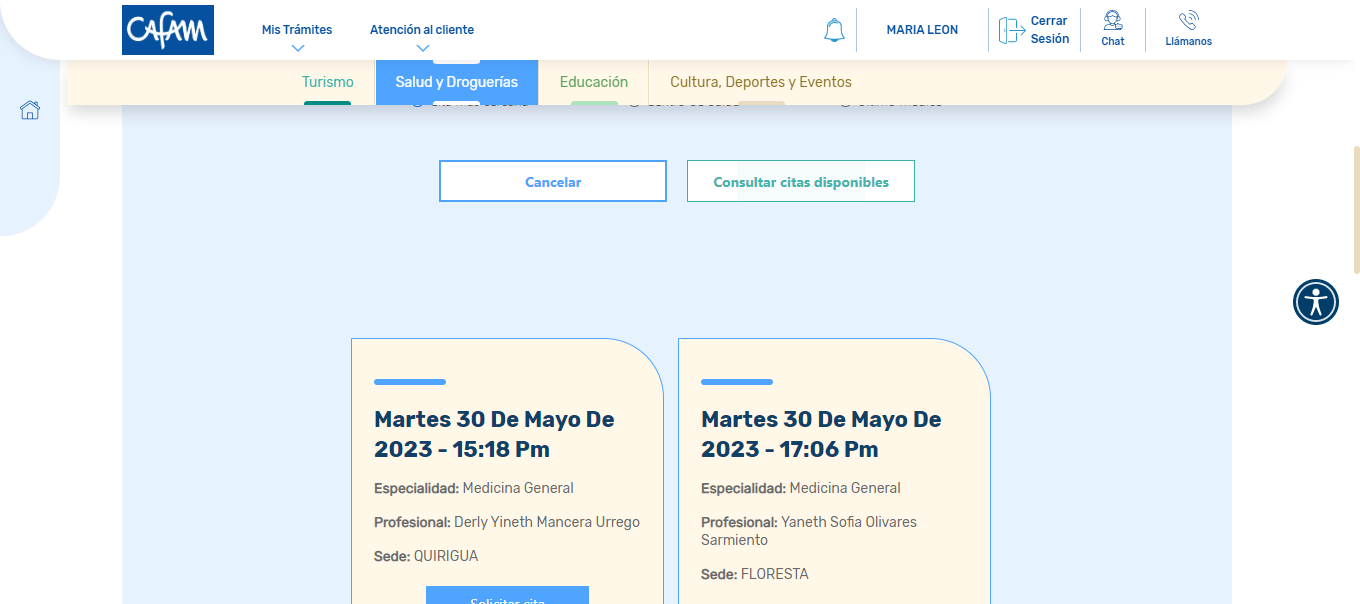 CAFAM
Mis Trámites
Atención al cliente
MARIA LEON
Cerrar
Sesión
Chat
Llámanos
Turismo
Salud y Droguerías
Educación
Cultura, Deportes y Eventos
Cancelar
Consultar citas disponibles
Martes 30 De Mayo De
2023 - 15:18 Pm
Especialidad: Medicina General
Profesional: Derly Yineth Mancera Urrego
Sede: QUIRIGUA
Solicitar cita
Martes 30 De Mayo De
2023 - 17:06 Pm
Especialidad: Medicina General
Profesional: Yaneth Sofia Olivares
Sarmiento
Sede: FLORESTA